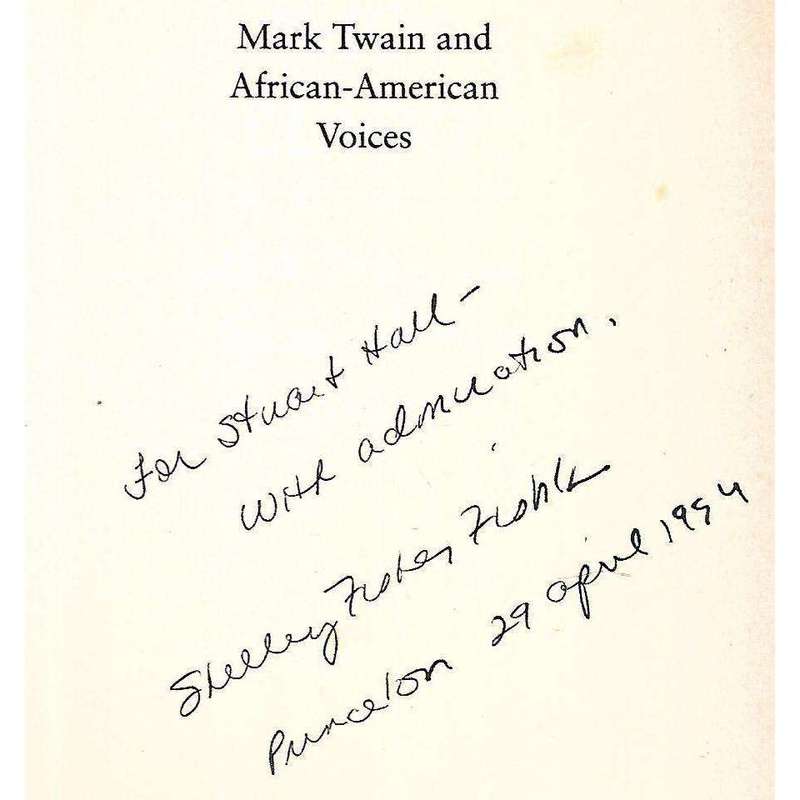 Mark Twain and
African-American
Voices
For Stuart Hall –
With admiration.
Shelley Fisher Fishkin
Princeton 29 April 1994